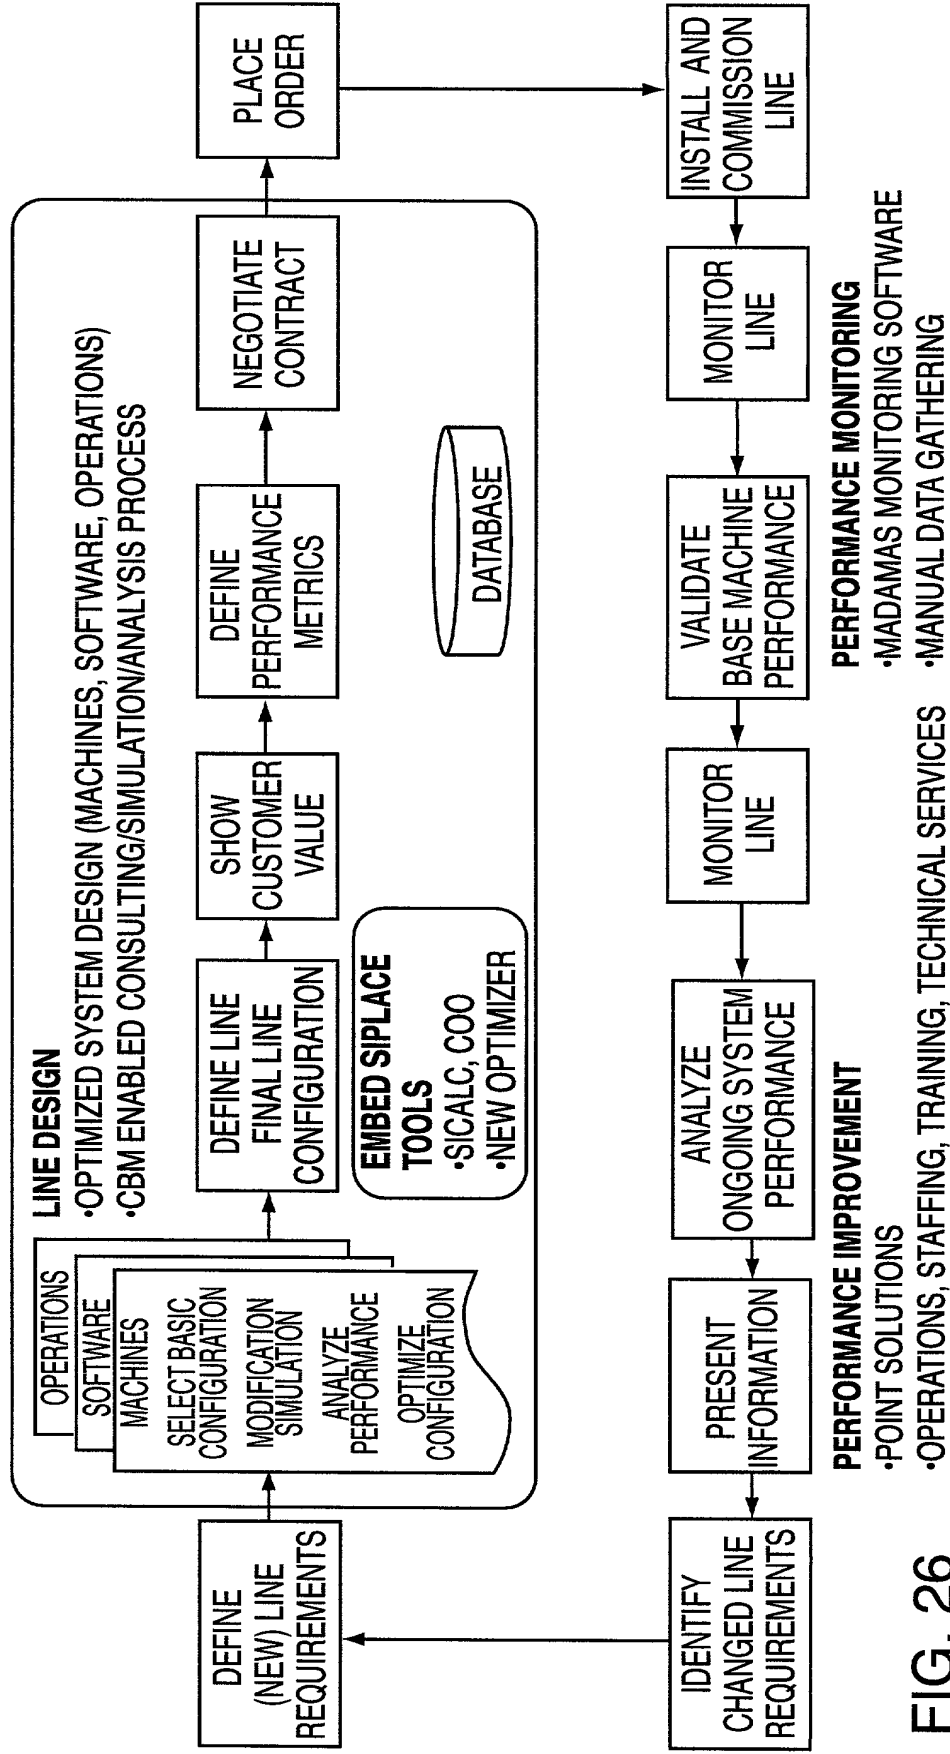 DEFINE
(NEW) LINE
REQUIREMENTS
OPERATIONS
SOFTWARE
MACHINES
SELECT BASIC
CONFIGURATION
MODIFICATION
SIMULATION
ANALYZE
PERFORMANCE
OPTIMIZE
CONFIGURATION
LINE DESIGN
•OPTIMIZED SYSTEM DESIGN (MACHINES, SOFTWARE, OPERATIONS)
•CBM ENABLED CONSULTING/SIMULATION/ANALYSIS PROCESS
DEFINE LINE
FINAL LINE
CONFIGURATION
SHOW
CUSTOMER
VALUE
DEFINE
PERFORMANCE
METRICS
NEGOTIATE
CONTRACT
PLACE
ORDER
EMBED SIPLACE
TOOLS
•SICALC, COO
•NEW OPTIMIZER
DATABASE
INSTALL AND
COMMISSION
LINE
MONITOR
LINE
VALIDATE
BASE MACHINE
PERFORMANCE
MONITOR
LINE
ANALYZE
ONGOING SYSTEM
PERFORMANCE
PRESENT
INFORMATION
IDENTIFY
CHANGED LINE
REQUIREMENTS
PERFORMANCE IMPROVEMENT
•POINT SOLUTIONS
•OPERATIONS, STAFFING, TRAINING, TECHNICAL SERVICES
PERFORMANCE MONITORING
•MADAMAS MONITORING SOFTWARE
•MANUAL DATA GATHERING
FIG. 26